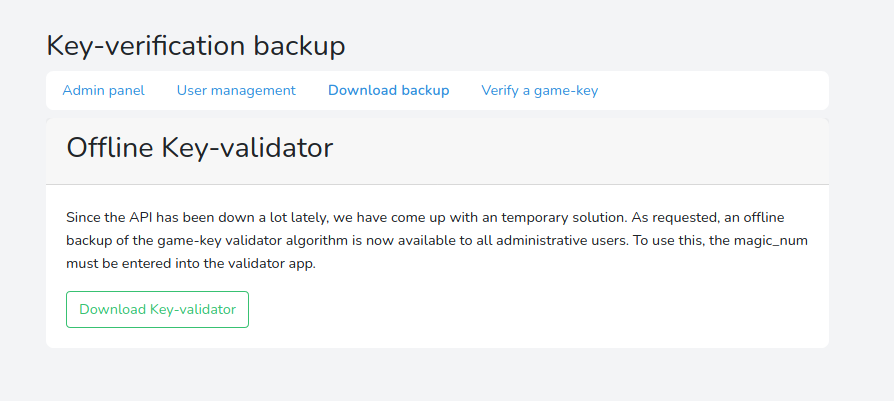 Key-verification backup
Admin panel User management Download backup Verify a game-key
Offline Key-validator
Since the API has been down a lot lately, we have come up with an temporary solution. As requested, an offline
backup of the game-key validator algorithm is now available to all administrative users. To use this, the magic_num
must be entered into the validator app.
Download Key-validator